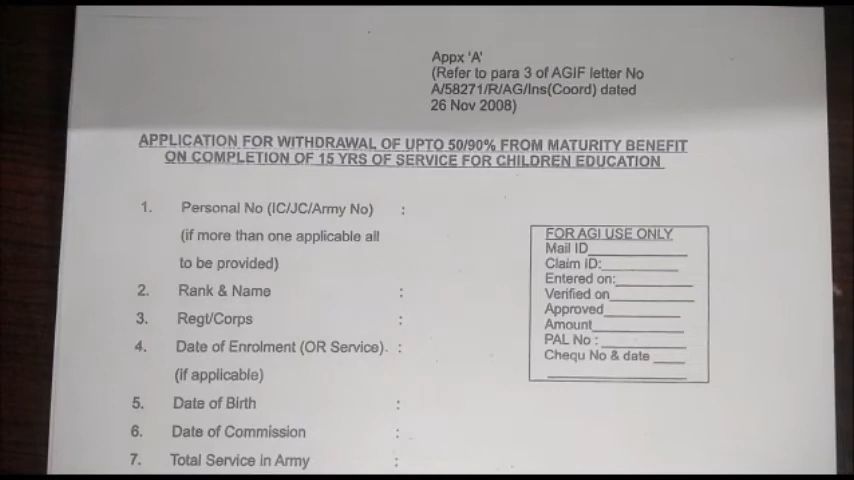 Appx 'A'
(Refer to para 3 of AGIF letter No
A/58271/R/AG/Ins(Coord) dated
26 Nov 2008)
APPLICATION FOR WITHDRAWAL OF UPTO 50/90% FROM MATURITY BENEFIT
ON COMPLETION OF 15 YRS OF SERVICE FOR CHILDREN EDUCATION
1. Personal No (IC/JC/Army No) :
(if more than one applicable all
to be provided)
2. Rank & Name :
3. Regt/Corps :
4. Date of Enrolment (OR Service). :
(if applicable)
5. Date of Birth :
6. Date of Commission :
7. Total Service in Army :
FOR AGI USE ONLY
Mail ID
Claim ID:
Entered on:
Verified on
Approved
Amount
PAL No :
Chequ No & date